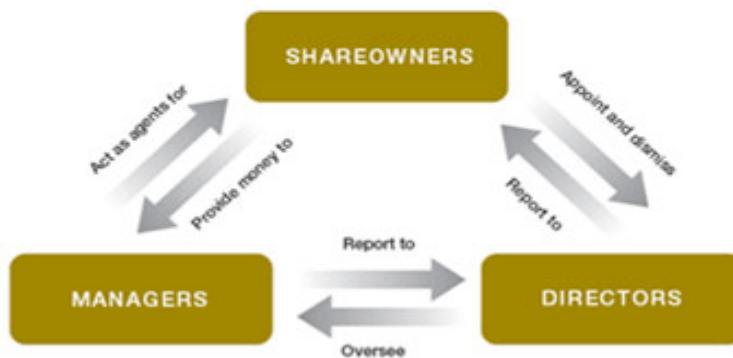 SHAREOWNERS
Act as agents for
Provide money to
Appoint and dismiss
Report to
MANAGERS
Report to
Oversee
DIRECTORS